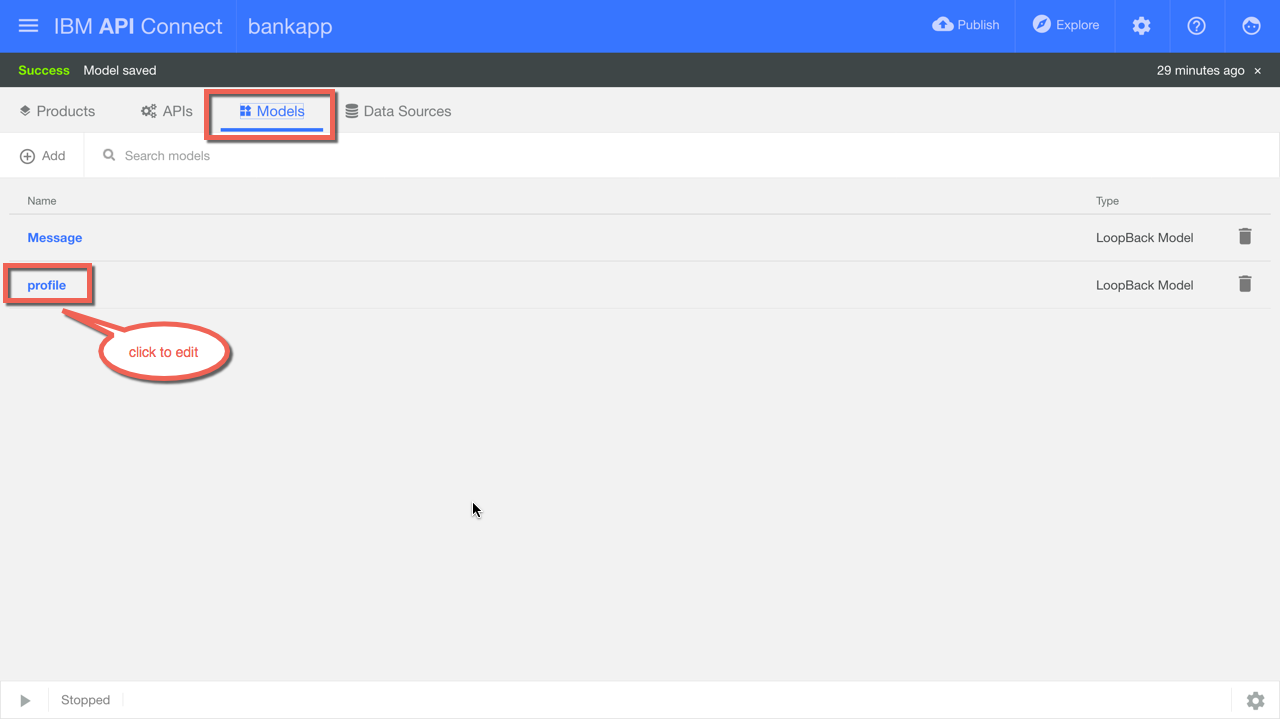 IBM API Connect bankapp Publish Explore
Success Model saved 29 minutes ago ×
Products APIs Models Data Sources
Add Search models
Name Type
Message LoopBack Model
profile LoopBack Model
click to edit
Stopped